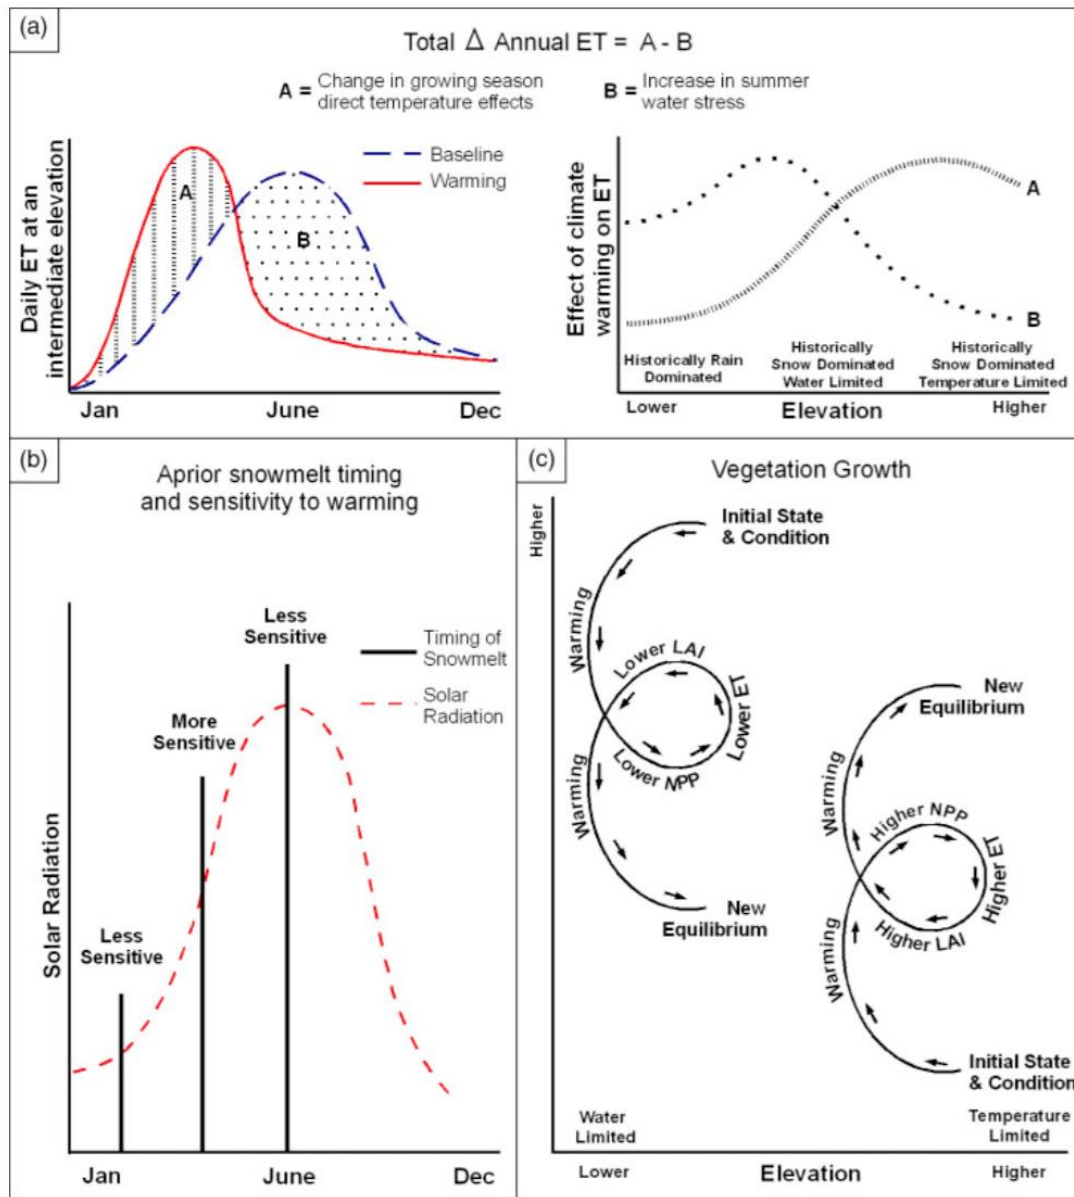 (a)
Total Δ Annual ET = A - B
A = Change in growing season
direct temperature effects
B = Increase in summer
water stress
Daily ET at an
intermediate elevation
Baseline
Warming
A
B
Jan
June
Dec
Effect of climate
warming on ET
A
B
Historically Rain
Dominated
Historically
Snow Dominated
Water Limited
Historically
Snow Dominated
Temperature Limited
Lower
Elevation
Higher
(b)
Aprior snowmelt timing
and sensitivity to warming
Solar Radiation
Less
Sensitive
More
Sensitive
Less
Sensitive
Timing of
Snowmelt
Solar
Radiation
Jan
June
Dec
(c)
Vegetation Growth
Higher
Initial State
& Condition
Warming
Lower LAI
Lower ET
Lower NPP
Warming
New
Equilibrium
New
Equilibrium
Warming
Higher NPP
Higher ET
Higher LAI
Warming
Initial State
& Condition
Water
Limited
Temperature
Limited
Lower
Elevation
Higher